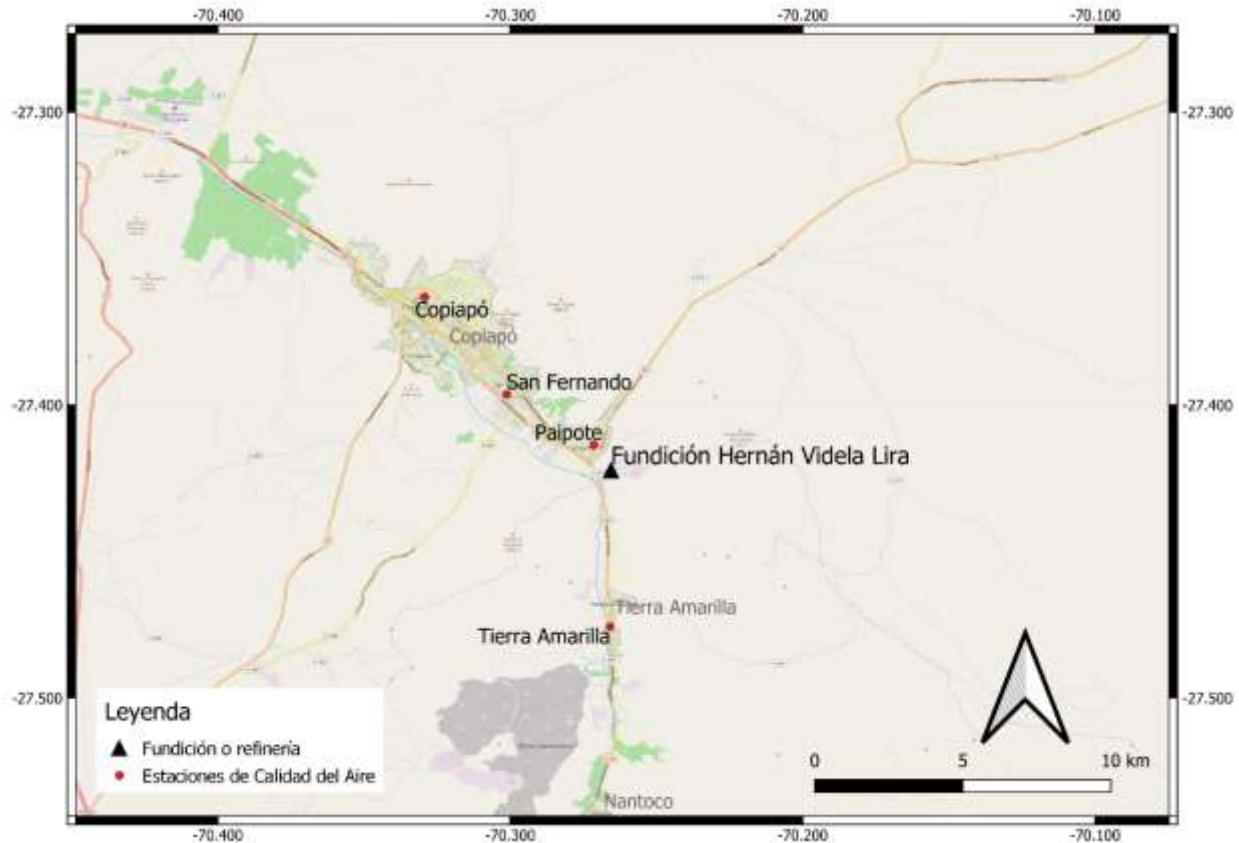 -70.400
-70.300
-70.200
-70.100
-27.300
-27.300
Copiapó
Copiapó
San Fernando
-27.400
-27.400
Paipote
Fundición Hernán Videla Lira
Tierra Amarilla
Tierra Amarilla
-27.500
-27.500
Leyenda
Fundición o refinería
Estaciones de Calidad del Aire
0
5
10 km
Nantoco
-70.400
-70.300
-70.200
-70.100